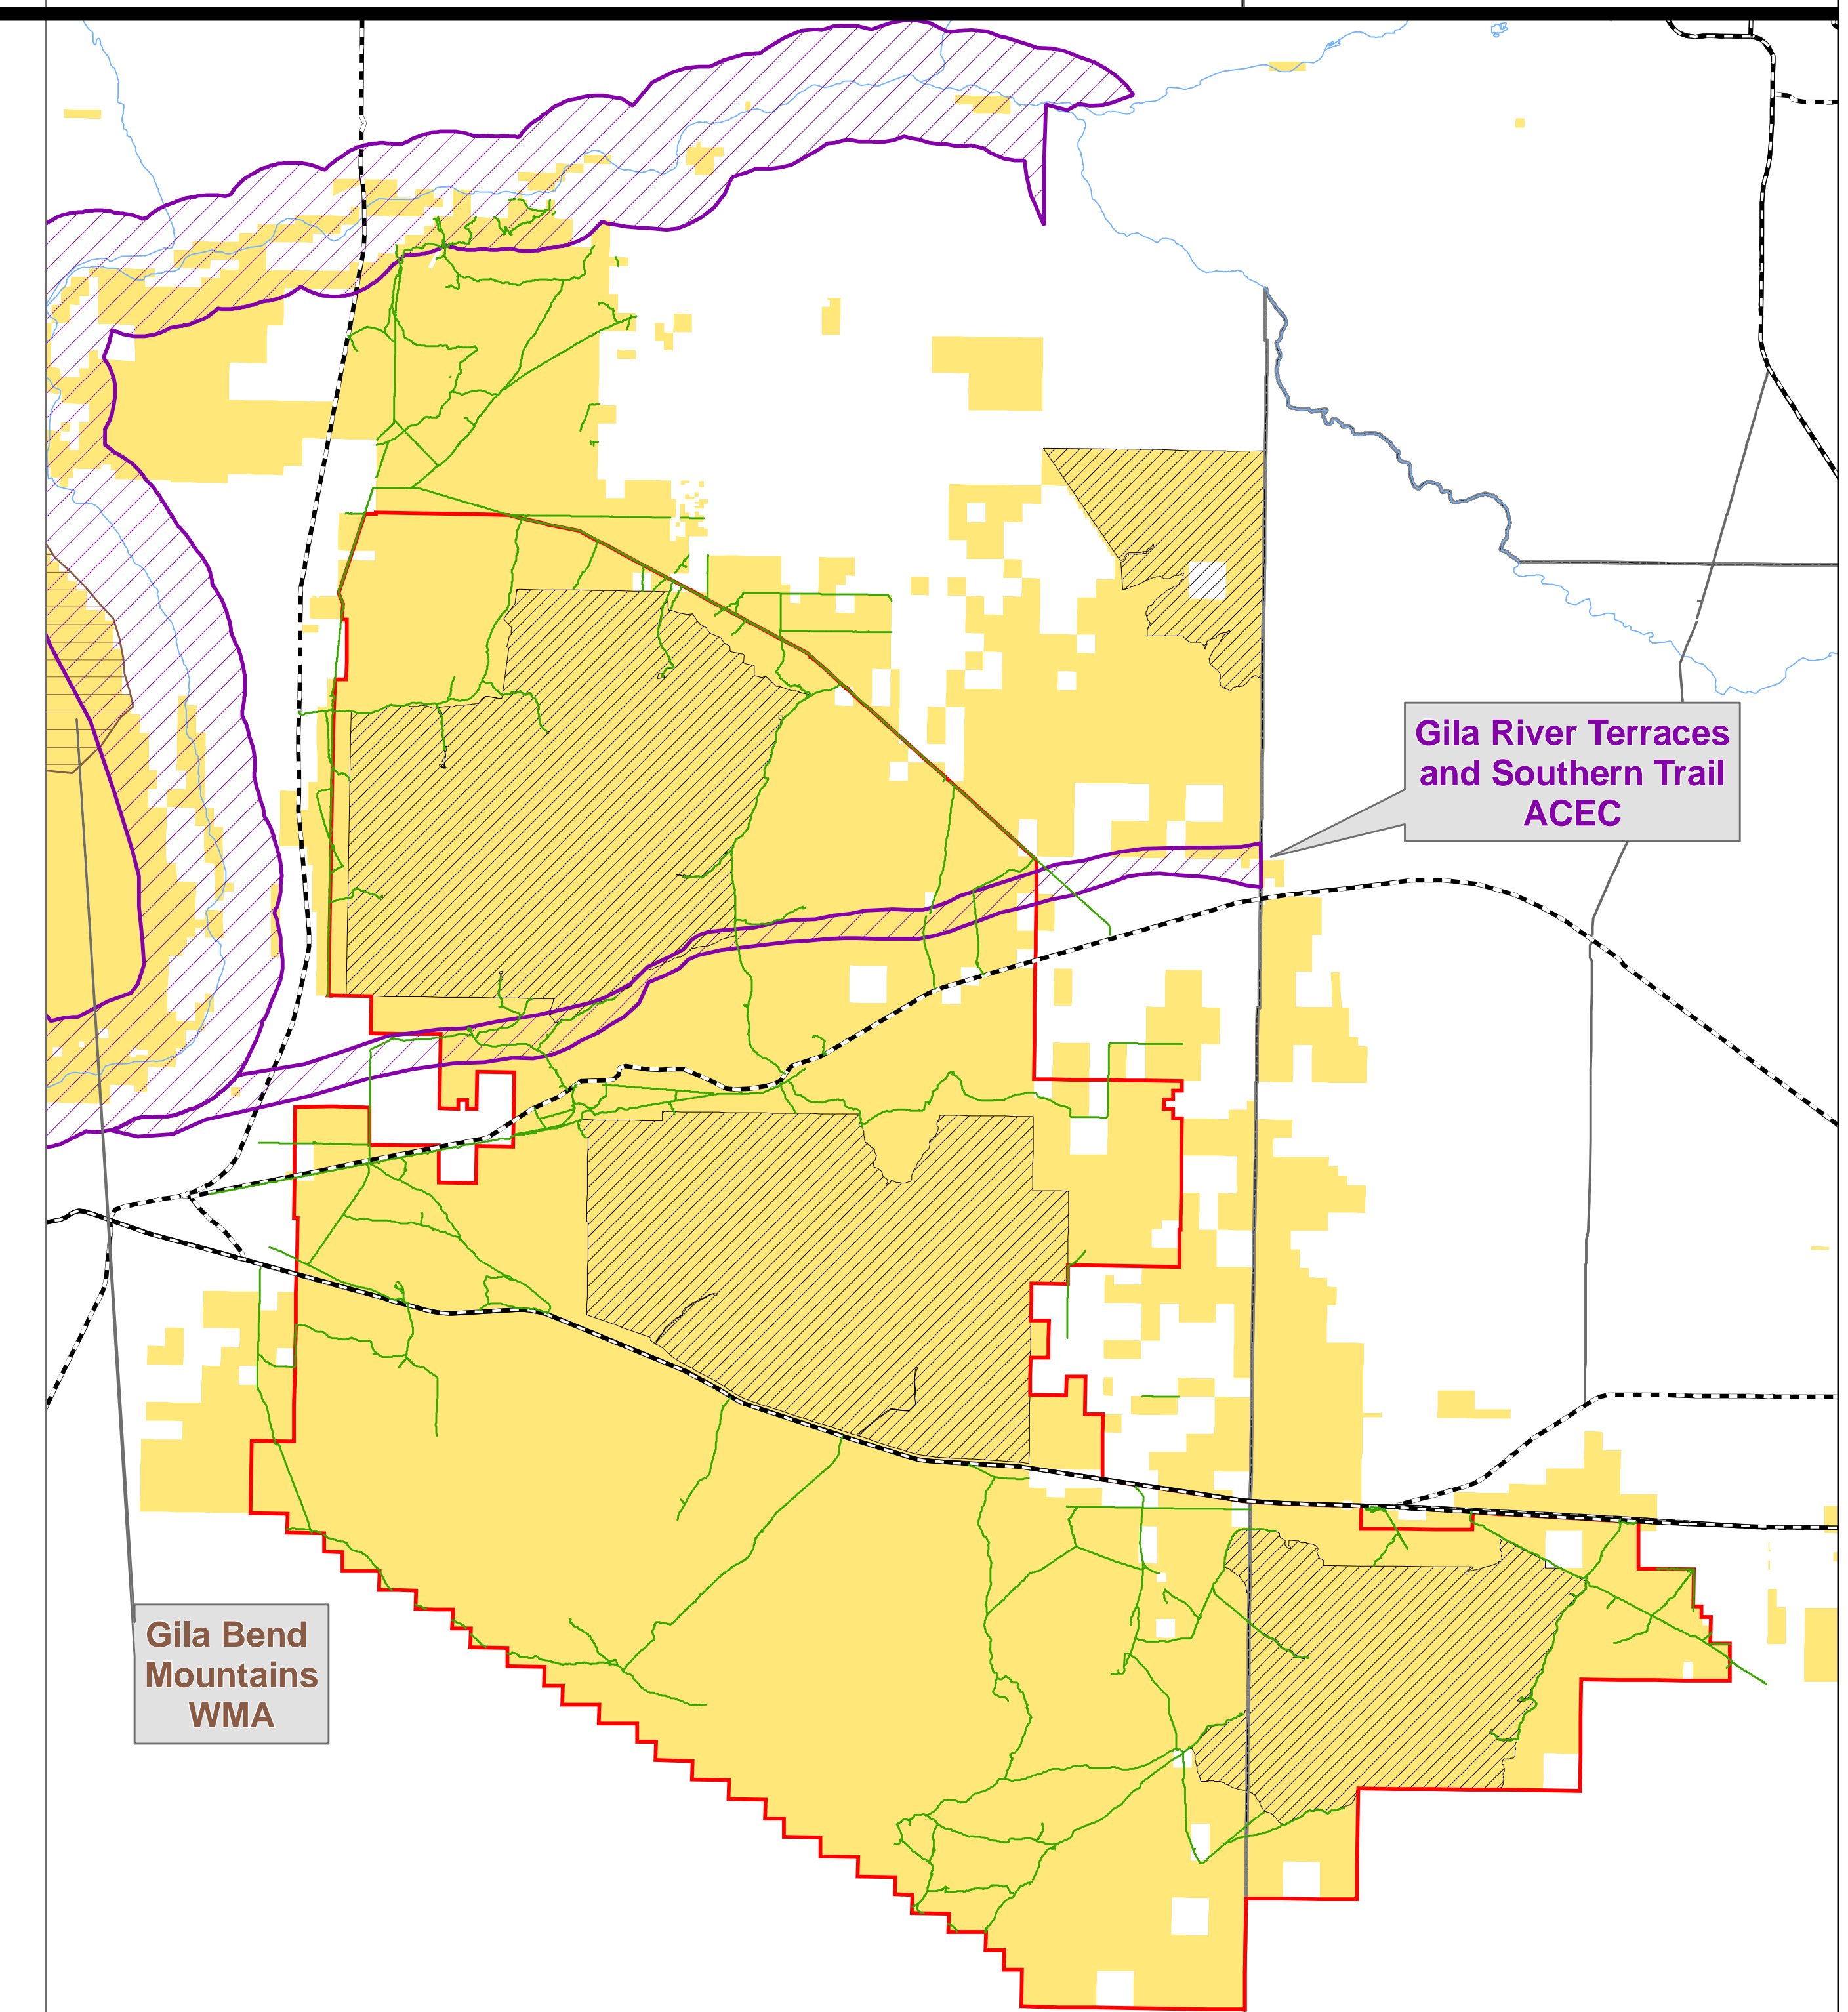 Gila River Terraces
and Southern Trail
ACEC
Gila Bend
Mountains
WMA